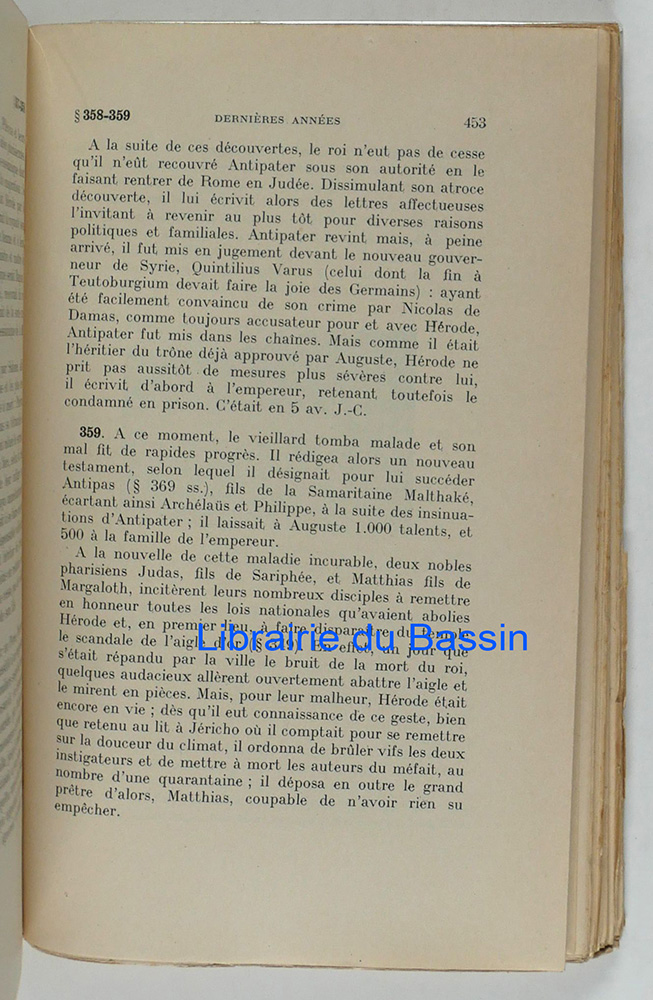 § 358-359 DERNIÈRES ANNÉES 453
A la suite de ces découvertes, le roi n'eut pas de cesse
qu'il n'eût recouvré Antipater sous son autorité en le
faisant rentrer de Rome en Judée. Dissimulant son atroce
découverte, il lui écrivit alors des lettres affectueuses
l'invitant à revenir au plus tôt pour diverses raisons
politiques et familiales. Antipater revint mais, à peine
arrivé, il fut mis en jugement devant le nouveau gouver-
neur de Syrie, Quintilius Varus (celui dont la fin à
Teutoburgium devait faire la joie des Germains) : ayant
été facilement convaincu de son crime par Nicolas de
Damas, comme toujours accusateur pour et avec Hérode,
Antipater fut mis dans les chaînes. Mais comme il était
l'héritier du trône déjà approuvé par Auguste, Hérode ne
prit pas aussitôt de mesures plus sévères contre lui,
il écrivit d'abord à l'empereur, retenant toutefois le
condamné en prison. C'était en 5 av. J.-C.
359. A ce moment, le vieillard tomba malade et son
mal fit de rapides progrès. Il rédigea alors un nouveau
testament, selon lequel il désignait pour lui succéder
Antipas (§ 369 ss.), fils de la Samaritaine Malthaké,
écartant ainsi Archélaüs et Philippe, à la suite des insinua-
tions d'Antipater ; il laissait à Auguste 1.000 talents, et
500 à la famille de l'empereur.
A la nouvelle de cette maladie incurable, deux nobles
pharisiens Judas, fils de Sariphée, et Matthias fils de
Margaloth, incitèrent leurs nombreux disciples à remettre
en honneur toutes les lois nationales qu'avaient abolies
Hérode et, en premier lieu, à faire disparaître du temple
le scandale de l'aigle d'or (§ En effet, un jour que
s'était répandu par la ville le bruit de la mort du roi,
quelques audacieux allèrent ouvertement abattre l'aigle et
le mirent en pièces. Mais, pour leur malheur, Hérode était
encore en vie ; dès qu'il eut connaissance de ce geste, bien
que retenu au lit à Jéricho où il comptait pour se remettre
sur la douceur du climat, il ordonna de brûler vifs les deux
instigateurs et de mettre à mort les auteurs du méfait, au
nombre d'une quarantaine ; il déposa en outre le grand
prêtre d'alors, Matthias, coupable de n'avoir rien su
empêcher.
Librairie du Bassin